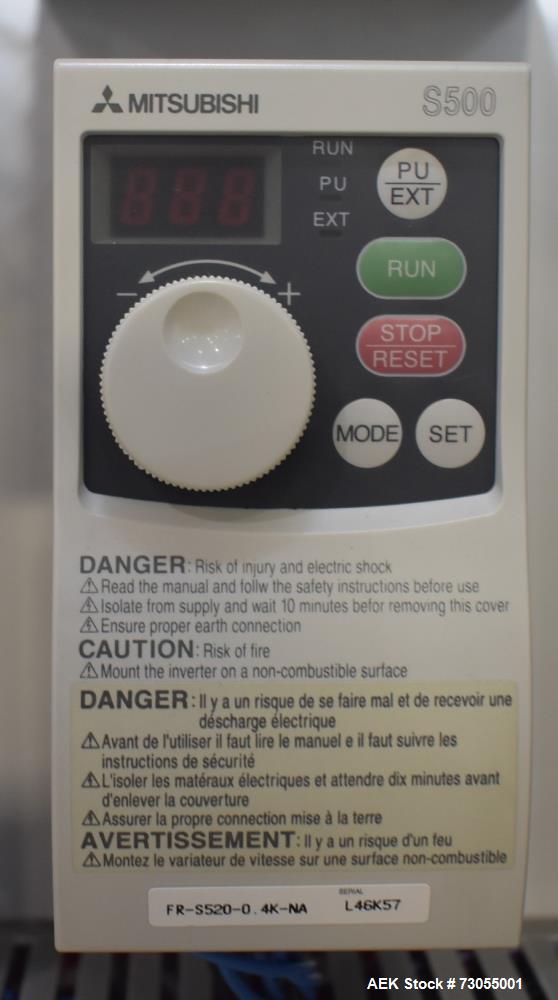 MITSUBISHI S500
RUN
PU
EXT
PU
EXT
RUN
STOP
RESET
− +
MODE SET
DANGER: Risk of injury and electric shock
Read the manual and follw the safety instructions before use
Isolate from supply and wait 10 minutes befor removing this cover
Ensure proper earth connection
CAUTION: Risk of fire
Mount the inverter on a non-combustible surface
DANGER: Il y a un risque de se faire mal et de recevoir une
déscharge électrique
Avant de l'utiliser il faut lire le manuel e il faut suivre les
instructions de sécurité
L'isoler les matéraux électriques et attendre dix minutes avant
d'enlever la couverture
Assurer la propre connection mise à la terre
AVERTISSEMENT: Il y a un risque d'un feu
Montez le variateur de vitesse sur une surface non-combustible
SERIAL
FR-S520-0.4K-NA L46K57
AEK Stock # 73055001